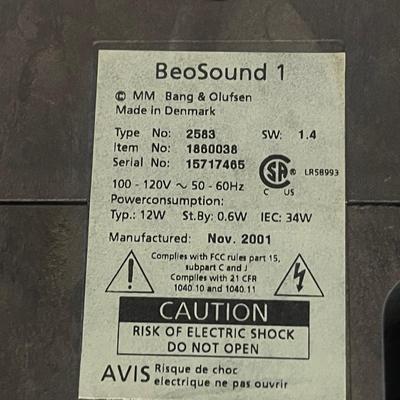 BeoSound 1
© MM Bang & Olufsen
Made in Denmark
Type No: 2583 SW: 1.4
Item No: 1860038
Serial No: 15717465
SA ® LR58993
C US
100 - 120V ~ 50 - 60Hz
Powerconsumption:
Typ.: 12W St.By: 0.6W IEC: 34W
Manufactured: Nov. 2001
Complies with FCC rules part 15,
subpart C and J
Complies with 21 CFR
1040.10 and 1040.11
!
CAUTION
RISK OF ELECTRIC SHOCK
DO NOT OPEN
AVIS Risque de choc
electrique ne pas ouvrir